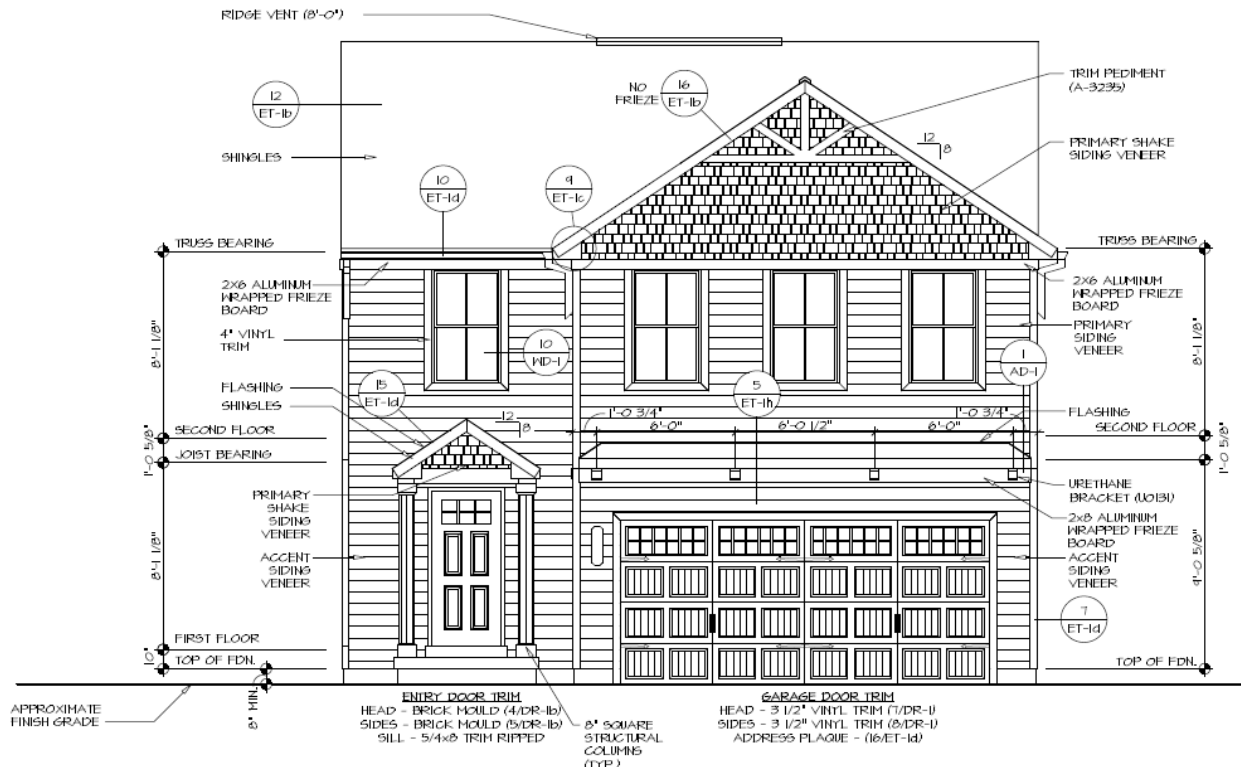 RIDGE VENT (8'-0")
12
ET-1b
NO
FRIEZE
16
ET-1b
TRIM PEDIMENT
(A-3235)
12
8
PRIMARY SHAKE
SIDING VENEER
SHINGLES
10
ET-1d
9
ET-1c
TRUSS BEARING
TRUSS BEARING
2X6 ALUMINUM
WRAPPED FRIEZE
BOARD
2X6 ALUMINUM
WRAPPED FRIEZE
BOARD
4" VINYL
TRIM
PRIMARY
SIDING
VENEER
8'-1 1/8"
8'-1 1/8"
10
WD-1
1
AD-1
FLASHING
15
ET-1d
5
ET-1h
SHINGLES
12
8
1'-0 3/4"
1'-0 3/4"
FLASHING
6'-0"
6'-0 1/2"
6'-0"
SECOND FLOOR
SECOND FLOOR
1'-0 5/8"
1'-0 5/8"
JOIST BEARING
URETHANE
BRACKET (UO131)
PRIMARY
SHAKE
SIDING
VENEER
2x8 ALUMINUM
WRAPPED FRIEZE
BOARD
ACCENT
SIDING
VENEER
ACCENT
SIDING
VENEER
8'-1 1/8"
9'-0 5/8"
7
ET-1d
FIRST FLOOR
10"
TOP OF FDN.
TOP OF FDN.
8" MIN.
APPROXIMATE
FINISH GRADE
ENTRY DOOR TRIM
HEAD - BRICK MOULD (4/DR-1b)
SIDES - BRICK MOULD (5/DR-1b)
SILL - 5/4x8 TRIM RIPPED
8" SQUARE
STRUCTURAL
COLUMNS
(TYP.)
GARAGE DOOR TRIM
HEAD - 3 1/2" VINYL TRIM (7/DR-1)
SIDES - 3 1/2" VINYL TRIM (8/DR-1)
ADDRESS PLAQUE - (16/ET-1d)